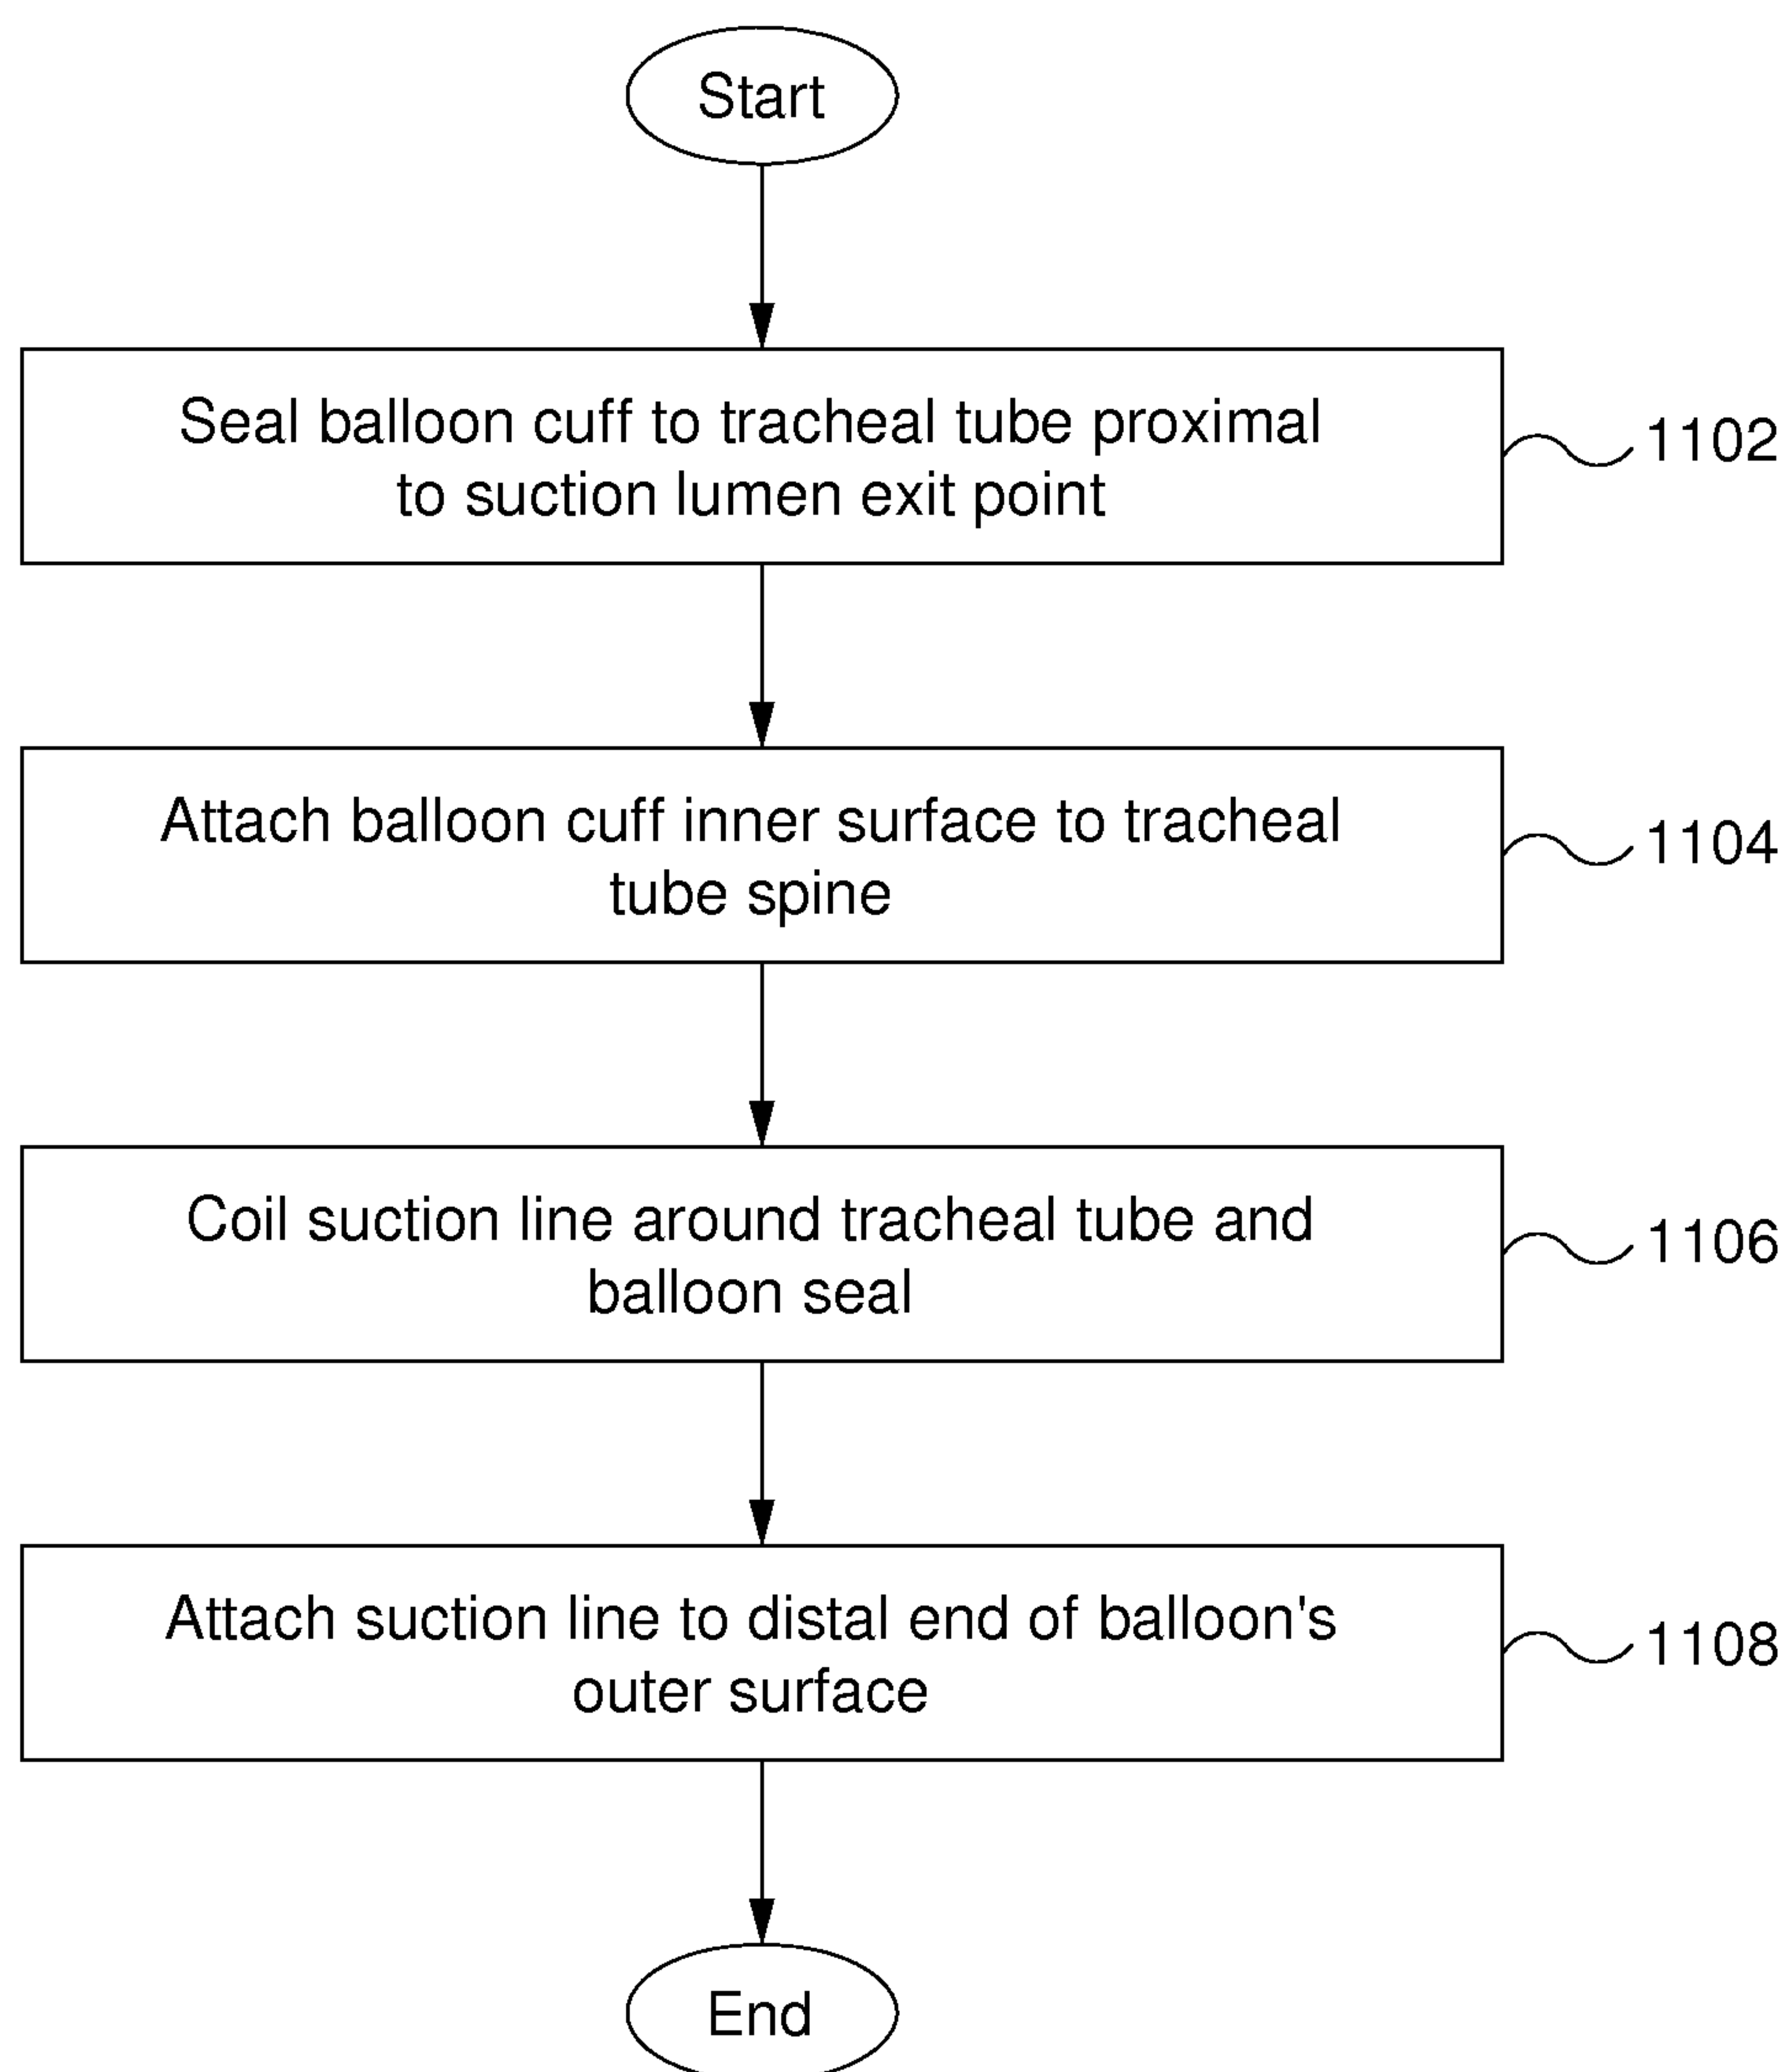 Start
Seal balloon cuff to tracheal tube proximal
to suction lumen exit point
1102
Attach balloon cuff inner surface to tracheal
tube spine
1104
Coil suction line around tracheal tube and
balloon seal
1106
Attach suction line to distal end of balloon's
outer surface
1108
End